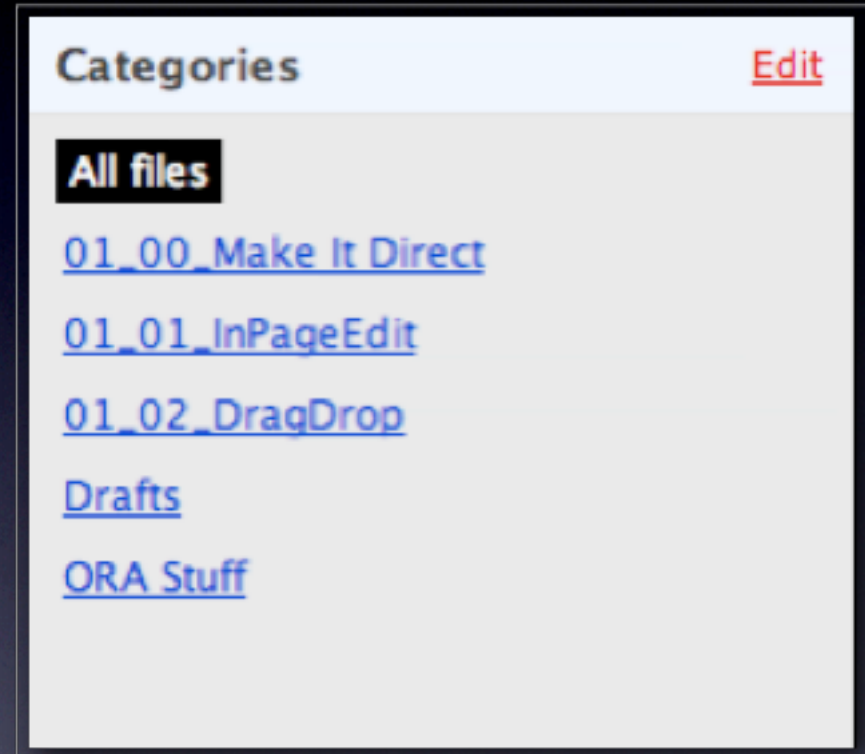 Categories Edit
All files
01_00_Make It Direct
01_01_InPageEdit
01_02_DragDrop
Drafts
ORA Stuff